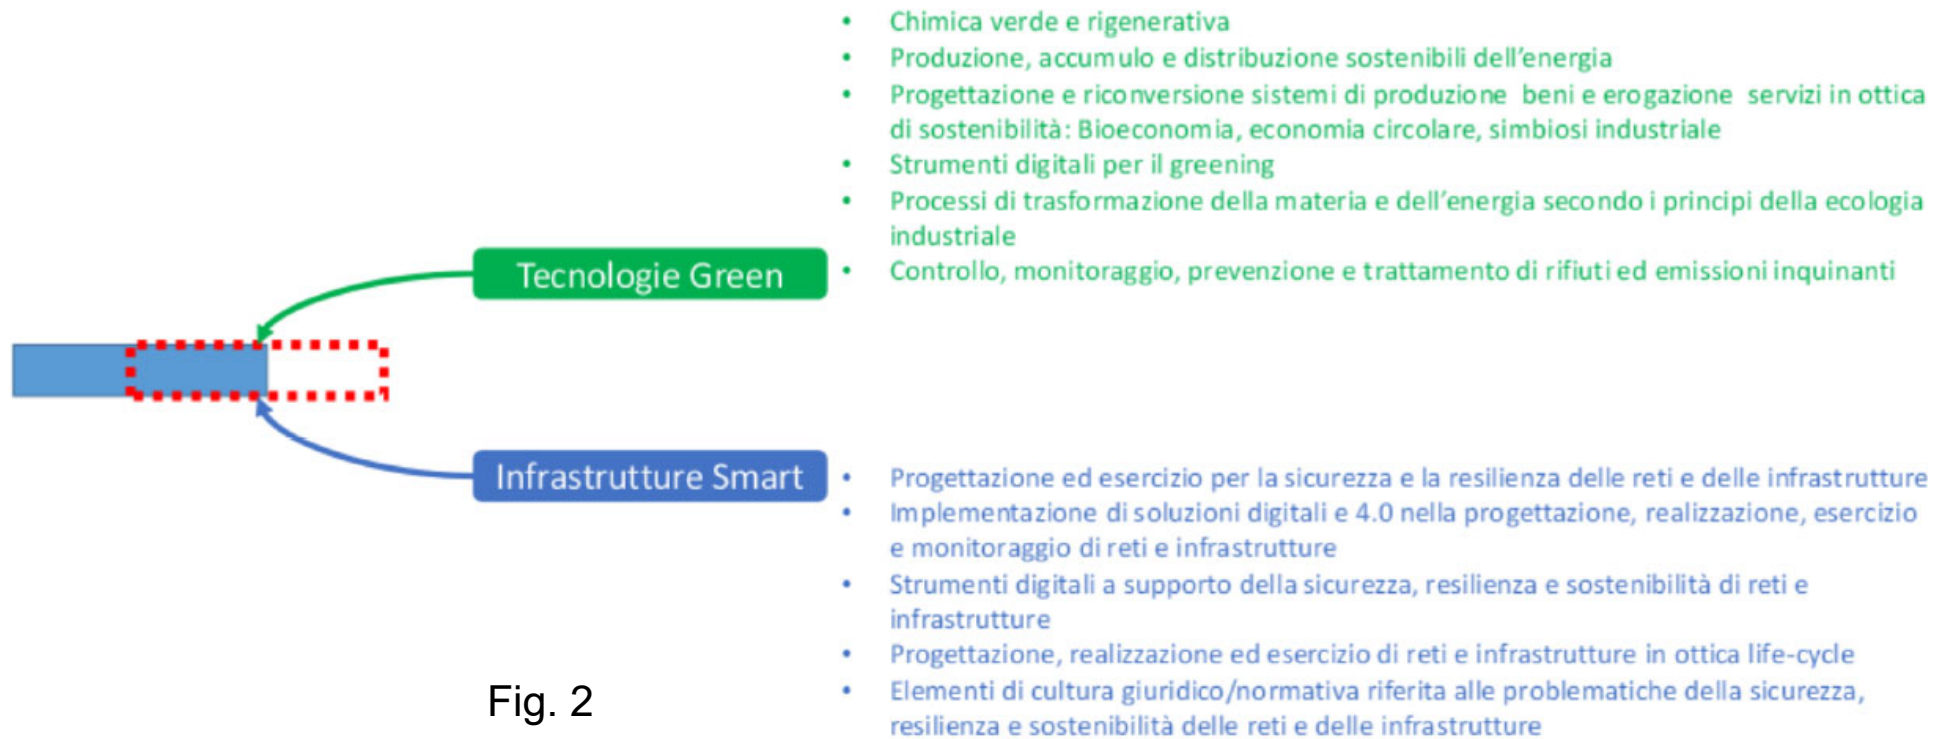 • Chimica verde e rigenerativa
• Produzione, accumulo e distribuzione sostenibili dell'energia
• Progettazione e riconversione sistemi di produzione beni e erogazione servizi in ottica
di sostenibilità: Bioeconomia, economia circolare, simbiosi industriale
• Strumenti digitali per il greening
• Processi di trasformazione della materia e dell'energia secondo i principi della ecologia
industriale
Tecnologie Green
• Controllo, monitoraggio, prevenzione e trattamento di rifiuti ed emissioni inquinanti
Infrastrutture Smart
• Progettazione ed esercizio per la sicurezza e la resilienza delle reti e delle infrastrutture
• Implementazione di soluzioni digitali e 4.0 nella progettazione, realizzazione, esercizio
e monitoraggio di reti e infrastrutture
• Strumenti digitali a supporto della sicurezza, resilienza e sostenibilità di reti e
infrastrutture
• Progettazione, realizzazione ed esercizio di reti e infrastrutture in ottica life-cycle
• Elementi di cultura giuridico/normativa riferita alle problematiche della sicurezza,
resilienza e sostenibilità delle reti e delle infrastrutture
Fig. 2